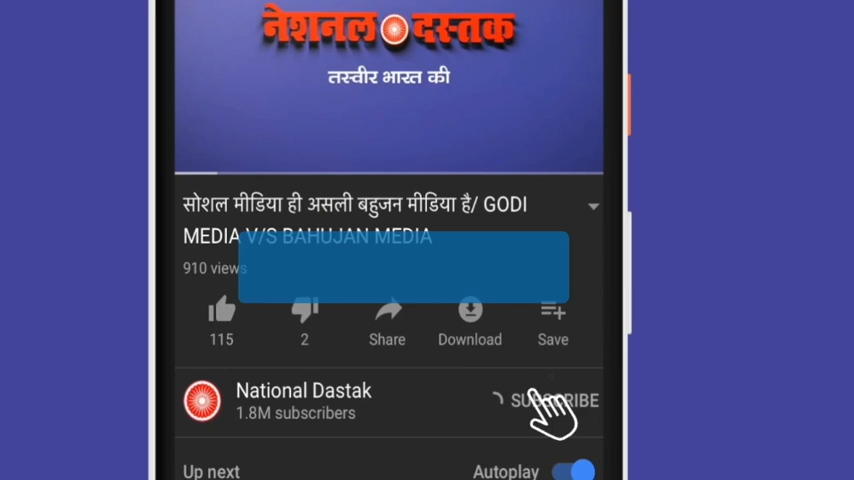 नेशनल दस्तक
तस्वीर भारत की
सोशल मीडिया ही असली बहुजन मीडिया है/ GODI
MEDIA V/S BAHUJAN MEDIA
910 views
115
2
Share
Download
Save
National Dastak
SUBSCRIBE
1.8M subscribers
Up next
Autoplay